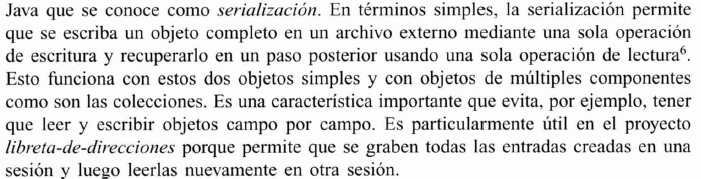 Java que se conoce como serialización. En términos simples, la serialización permite
que se escriba un objeto completo en un archivo externo mediante una sola operación
de escritura y recuperarlo en un paso posterior usando una sola operación de lectura⁶.
Esto funciona con estos dos objetos simples y con objetos de múltiples componentes
como son las colecciones. Es una característica importante que evita, por ejemplo, tener
que leer y escribir objetos campo por campo. Es particularmente útil en el proyecto
libreta-de-direcciones porque permite que se graben todas las entradas creadas en una
sesión y luego leerlas nuevamente en otra sesión.